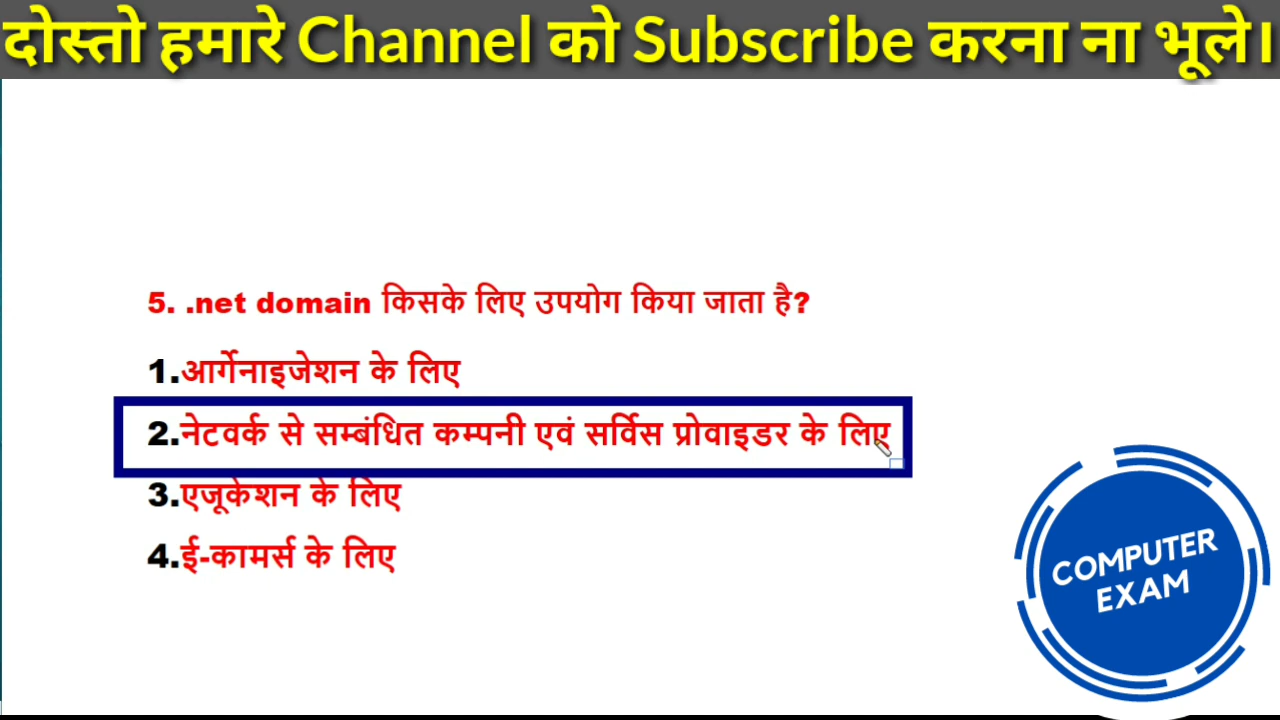 दोस्तो हमारे Channel को Subscribe करना ना भूले।
5. .net domain किसके लिए उपयोग किया जाता है?
1.आर्गेनाइजेशन के लिए
2.नेटवर्क से सम्बंधित कम्पनी एवं सर्विस प्रोवाइडर के लिए
3.एजूकेशन के लिए
4.ई-कामर्स के लिए
COMPUTER
EXAM